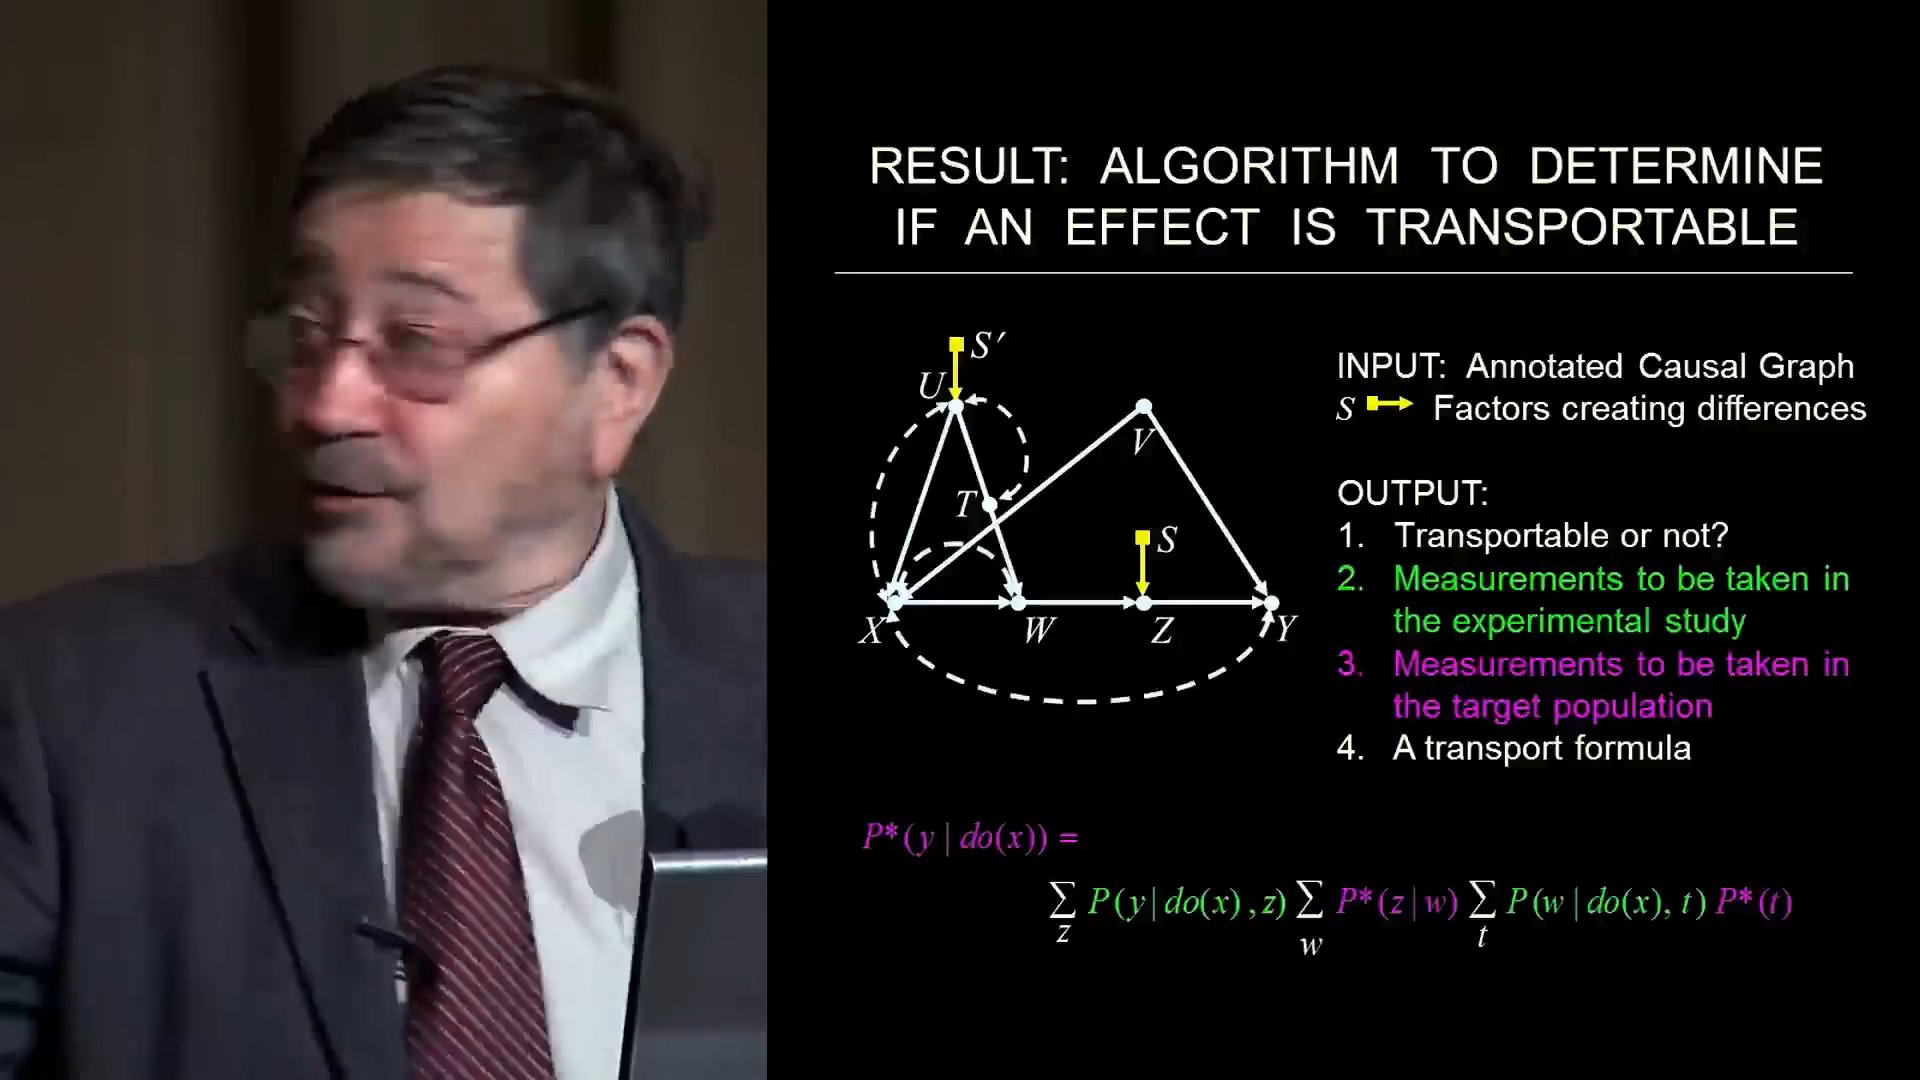 RESULT: ALGORITHM TO DETERMINE
IF AN EFFECT IS TRANSPORTABLE
S′
U
V
T
S
X
W
Z
Y
INPUT: Annotated Causal Graph
S Factors creating differences
OUTPUT:
1. Transportable or not?
2. Measurements to be taken in
the experimental study
3. Measurements to be taken in
the target population
4. A transport formula
P*(y | do(x)) =
∑ P(y | do(x), z) ∑ P*(z | w) ∑ P(w | do(x), t) P*(t)
z w t